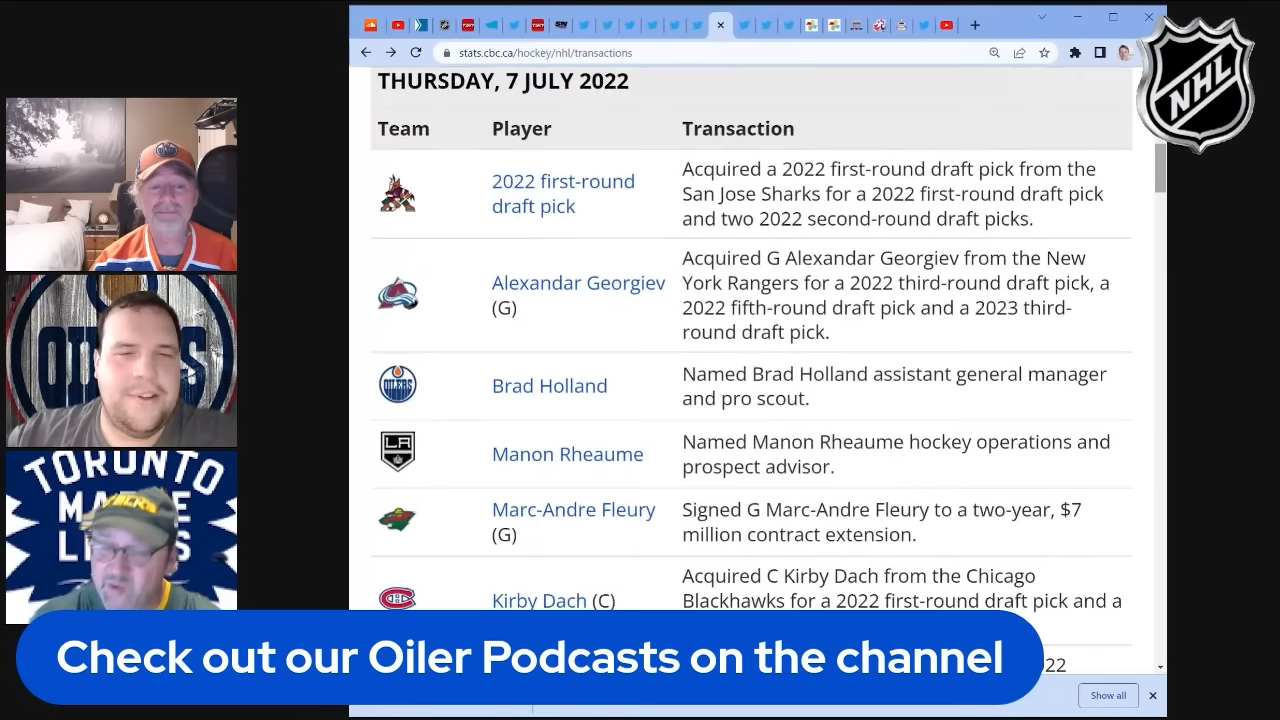 stats.cbc.ca/hockey/nhl/transactions
NHL
THURSDAY, 7 JULY 2022
Team Player Transaction
2022 first-round
draft pick
Acquired a 2022 first-round draft pick from the
San Jose Sharks for a 2022 first-round draft pick
and two 2022 second-round draft picks.
Alexandar Georgiev
(G)
Acquired G Alexandar Georgiev from the New
York Rangers for a 2022 third-round draft pick, a
2022 fifth-round draft pick and a 2023 third-
round draft pick.
OILERS
Brad Holland
Named Brad Holland assistant general manager
and pro scout.
LA
Manon Rheaume
Named Manon Rheaume hockey operations and
prospect advisor.
Marc-Andre Fleury
(G)
Signed G Marc-Andre Fleury to a two-year, $7
million contract extension.
Kirby Dach (C)
Acquired C Kirby Dach from the Chicago
Blackhawks for a 2022 first-round draft pick and a
22
TORONTO
Check out our Oiler Podcasts on the channel
Show all